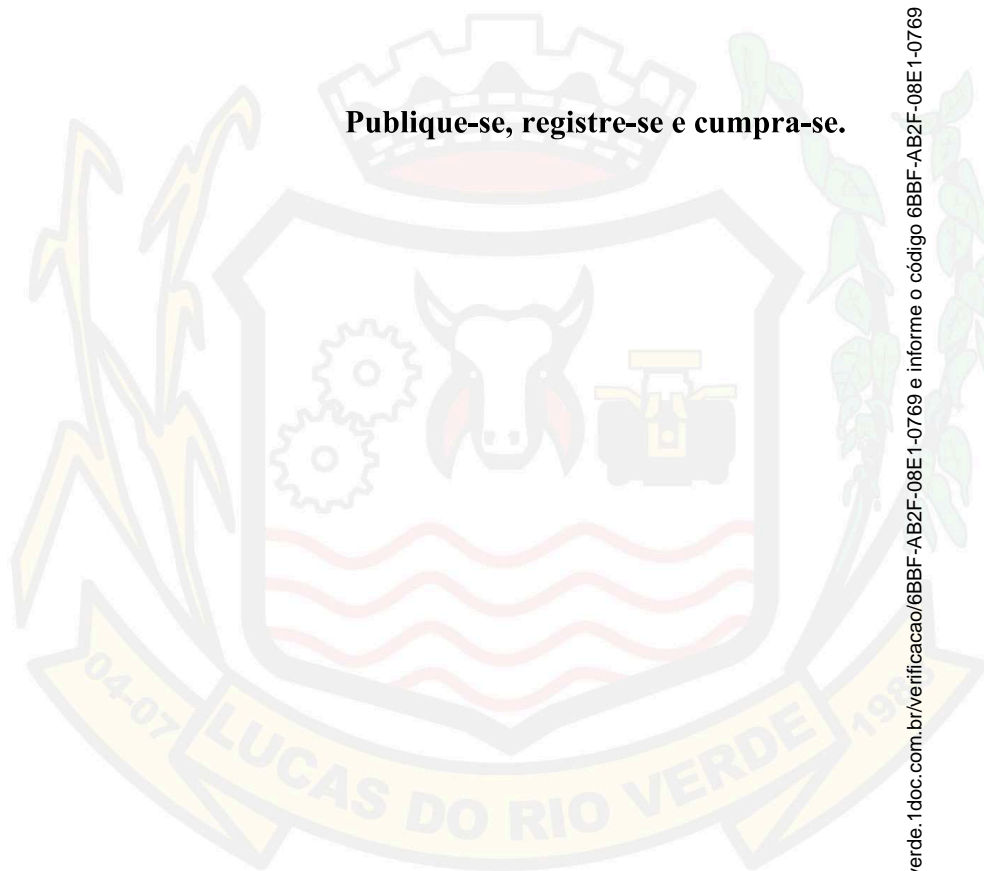 Publique-se, registre-se e cumpra-se.
verde.1doc.com.br/verificacao/6BBF-AB2F-08E1-0769 e informe o código 6BBF-AB2F-08E1-0769
04-07
LUCAS DO RIO VERDE